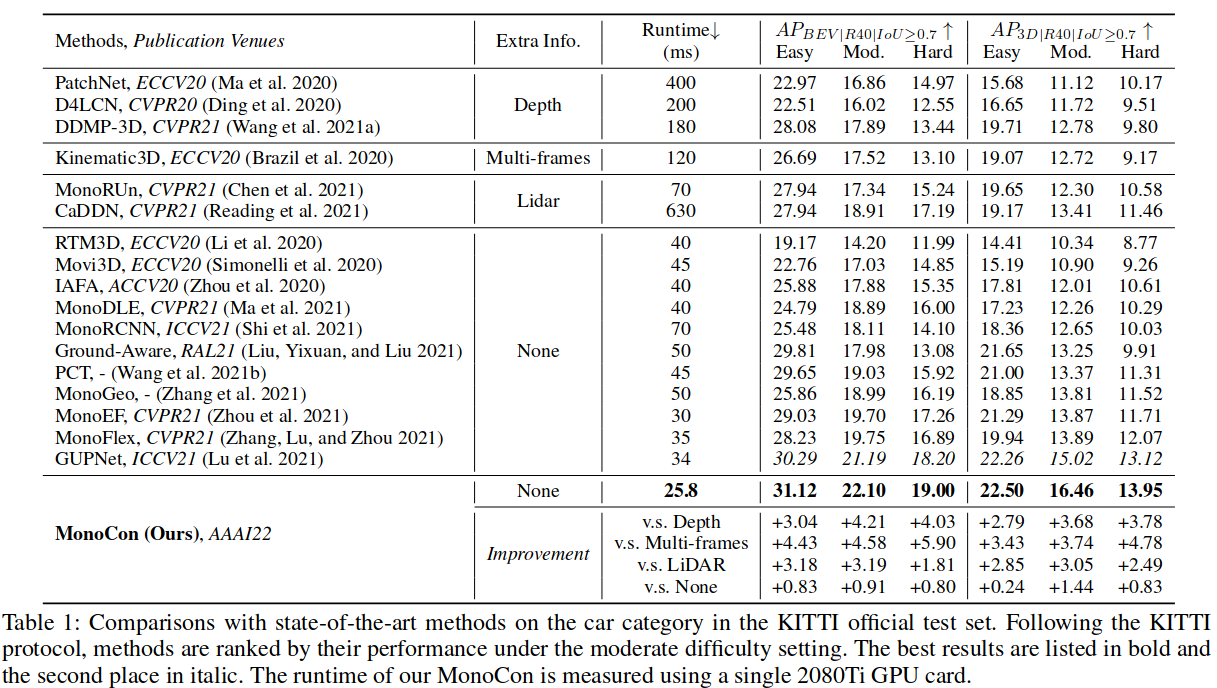 Methods, Publication Venues Extra Info. Runtime↓ (ms) AP_{BEV|R40|IoU≥0.7} ↑ AP_{3D|R40|IoU≥0.7} ↑
Easy Mod. Hard Easy Mod. Hard
PatchNet, ECCV20 (Ma et al. 2020) Depth 400 22.97 16.86 14.97 15.68 11.12 10.17
D4LCN, CVPR20 (Ding et al. 2020) 200 22.51 16.02 12.55 16.65 11.72 9.51
DDMP-3D, CVPR21 (Wang et al. 2021a) 180 28.08 17.89 13.44 19.71 12.78 9.80
Kinematic3D, ECCV20 (Brazil et al. 2020) Multi-frames 120 26.69 17.52 13.10 19.07 12.72 9.17
MonoRUn, CVPR21 (Chen et al. 2021) Lidar 70 27.94 17.34 15.24 19.65 12.30 10.58
CaDDN, CVPR21 (Reading et al. 2021) 630 27.94 18.91 17.19 19.17 13.41 11.46
RTM3D, ECCV20 (Li et al. 2020) None 40 19.17 14.20 11.99 14.41 10.34 8.77
Movi3D, ECCV20 (Simonelli et al. 2020) 45 22.76 17.03 14.85 15.19 10.90 9.26
IAFA, ACCV20 (Zhou et al. 2020) 40 25.88 17.88 15.35 17.81 12.01 10.61
MonoDLE, CVPR21 (Ma et al. 2021) 40 24.79 18.89 16.00 17.23 12.26 10.29
MonoRCNN, ICCV21 (Shi et al. 2021) 70 25.48 18.11 14.10 18.36 12.65 10.03
Ground-Aware, RAL21 (Liu, Yixuan, and Liu 2021) 50 29.81 17.98 13.08 21.65 13.25 9.91
PCT, - (Wang et al. 2021b) 45 29.65 19.03 15.92 21.00 13.37 11.31
MonoGeo, - (Zhang et al. 2021) 50 25.86 18.99 16.19 18.85 13.81 11.52
MonoEF, CVPR21 (Zhou et al. 2021) 30 29.03 19.70 17.26 21.29 13.87 11.71
MonoFlex, CVPR21 (Zhang, Lu, and Zhou 2021) 35 28.23 19.75 16.89 19.94 13.89 12.07
GUPNet, ICCV21 (Lu et al. 2021) 34 30.29 21.19 18.20 22.26 15.02 13.12
MonoCon (Ours), AAAI22 None 25.8 31.12 22.10 19.00 22.50 16.46 13.95
Improvement v.s. Depth +3.04 +4.21 +4.03 +2.79 +3.68 +3.78
v.s. Multi-frames +4.43 +4.58 +5.90 +3.43 +3.74 +4.78
v.s. LiDAR +3.18 +3.19 +1.81 +2.85 +3.05 +2.49
v.s. None +0.83 +0.91 +0.80 +0.24 +1.44 +0.83
Table 1: Comparisons with state-of-the-art methods on the car category in the KITTI official test set. Following the KITTI
protocol, methods are ranked by their performance under the moderate difficulty setting. The best results are listed in bold and
the second place in italic. The runtime of our MonoCon is measured using a single 2080Ti GPU card.